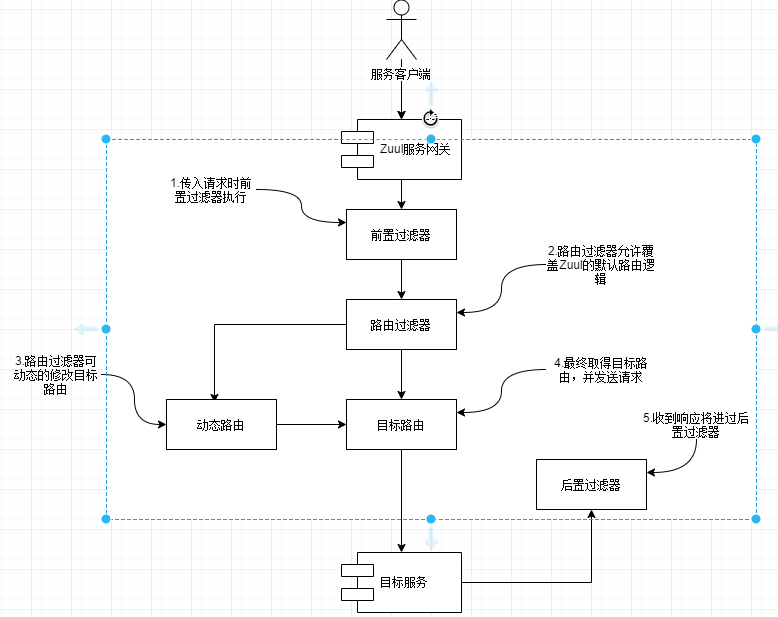 服务客户端
Zuul服务网关
1.传入请求时前
置过滤器执行
前置过滤器
2.路由过滤器允许覆
盖Zuul的默认路由逻
辑
路由过滤器
3.路由过滤器可
动态的修改目标
路由
4.最终取得目标路
由，并发送请求
动态路由
目标路由
5.收到响应将进过后
置过滤器
后置过滤器
目标服务